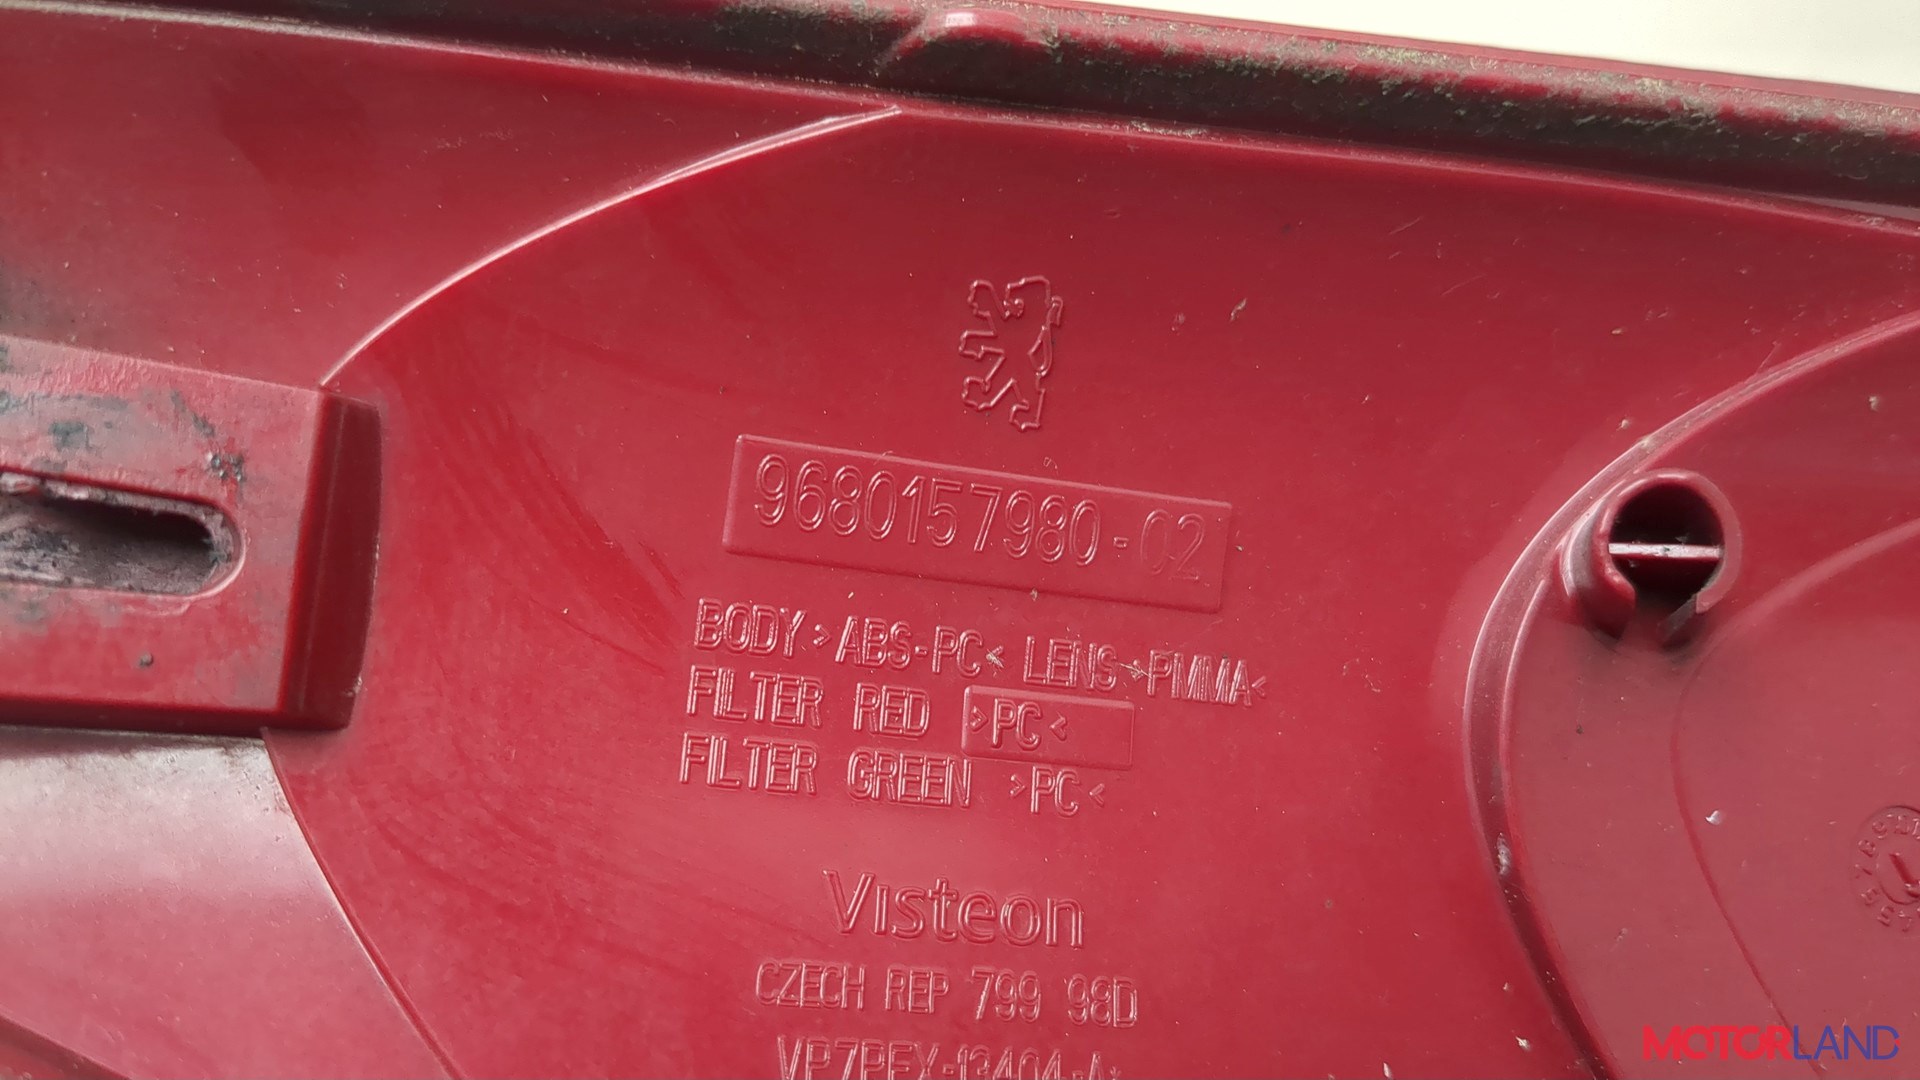 9680157980-02
BODY >ABS-PC< LENS >PMMA<
FILTER RED >PC<
FILTER GREEN >PC<
Visteon
CZECH REP 799 98D
MOTORLAND